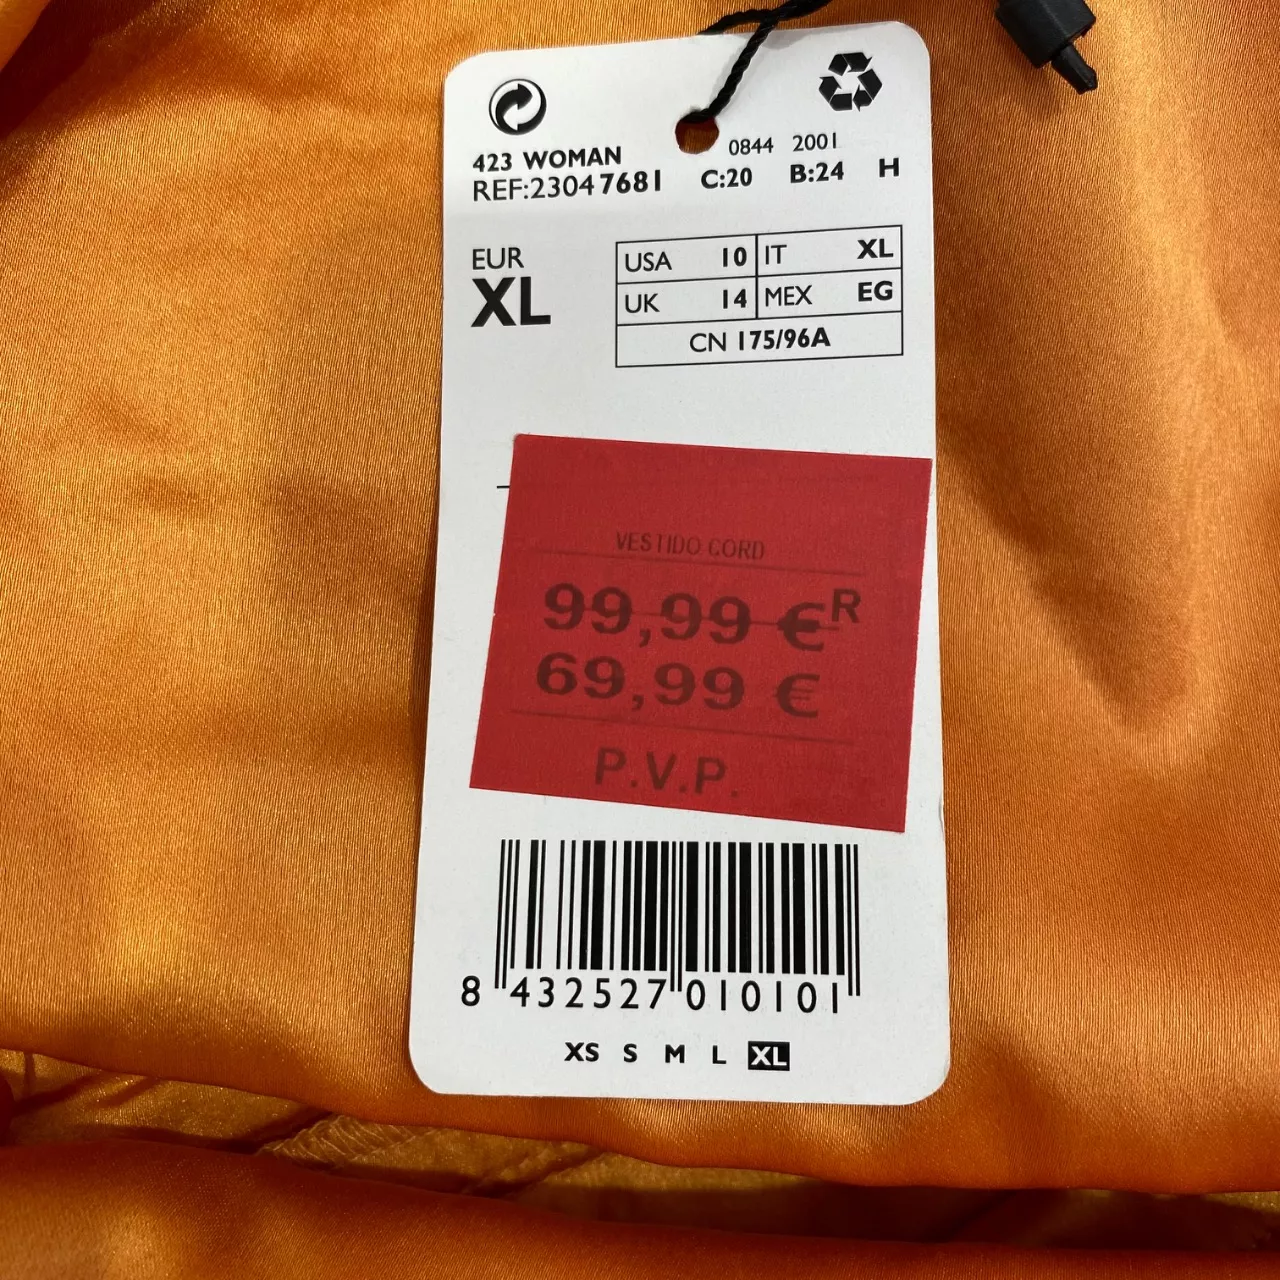 0844 2001
423 WOMAN
REF:23047681 C:20 B:24 H
EUR
XL
USA 10 IT XL
UK 14 MEX EG
CN 175/96A
VESTIDO CORD
99,99 €R
69,99 €
P.V.P.
8 432527 010101
XS S M L XL